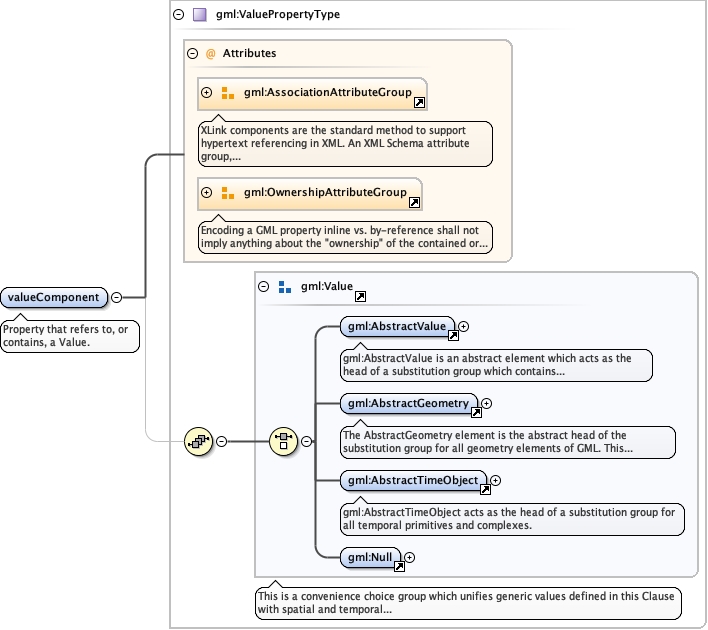 gml:ValuePropertyType
@ Attributes
gml:AssociationAttributeGroup
XLink components are the standard method to support
hypertext referencing in XML. An XML Schema attribute
group,...
gml:OwnershipAttributeGroup
Encoding a GML property inline vs. by-reference shall not
imply anything about the "ownership" of the contained or...
valueComponent
Property that refers to, or
contains, a Value.
gml:Value
gml:AbstractValue
gml:AbstractValue is an abstract element which acts as the
head of a substitution group which contains...
gml:AbstractGeometry
The AbstractGeometry element is the abstract head of the
substitution group for all geometry elements of GML. This...
gml:AbstractTimeObject
gml:AbstractTimeObject acts as the head of a substitution group for
all temporal primitives and complexes.
gml:Null
This is a convenience choice group which unifies generic values defined in this Clause
with spatial and temporal...